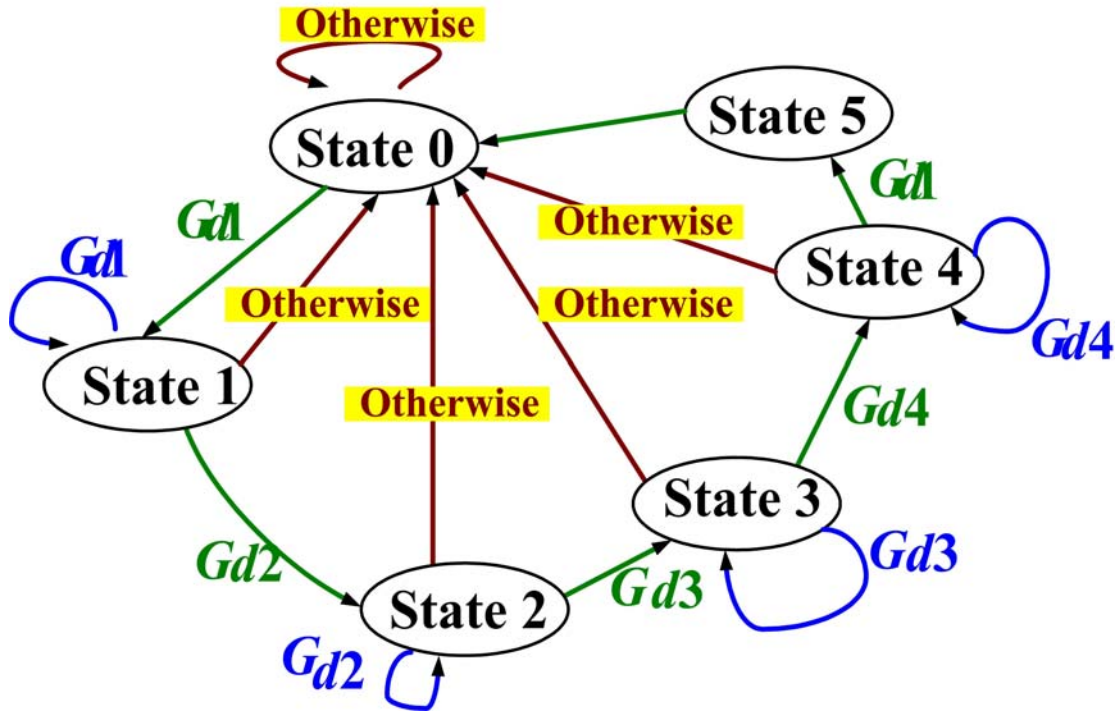 Otherwise
State 0
State 5
Gd1
Gd1
Otherwise
Gd1
State 4
Otherwise
Otherwise
Gd4
State 1
Otherwise
Gd4
State 3
Gd2
Gd3
Gd3
State 2
Gd2